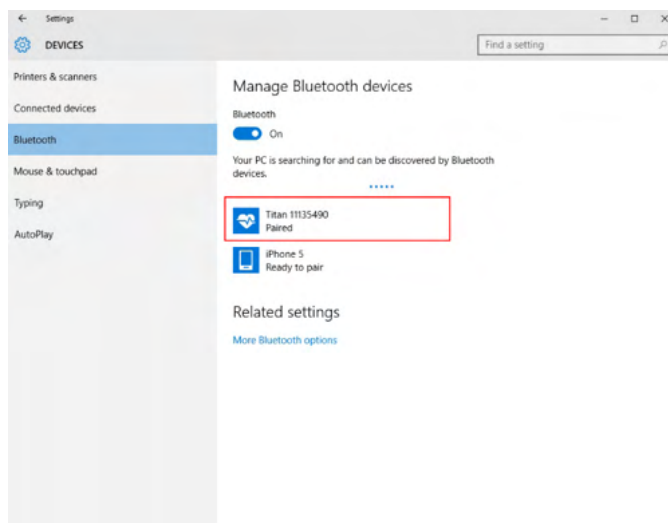 Settings
DEVICES
Find a setting
Printers & scanners
Connected devices
Bluetooth
Mouse & touchpad
Typing
AutoPlay
Manage Bluetooth devices
Bluetooth
On
Your PC is searching for and can be discovered by Bluetooth
devices.
Titan 11135490
Paired
iPhone 5
Ready to pair
Related settings
More Bluetooth options